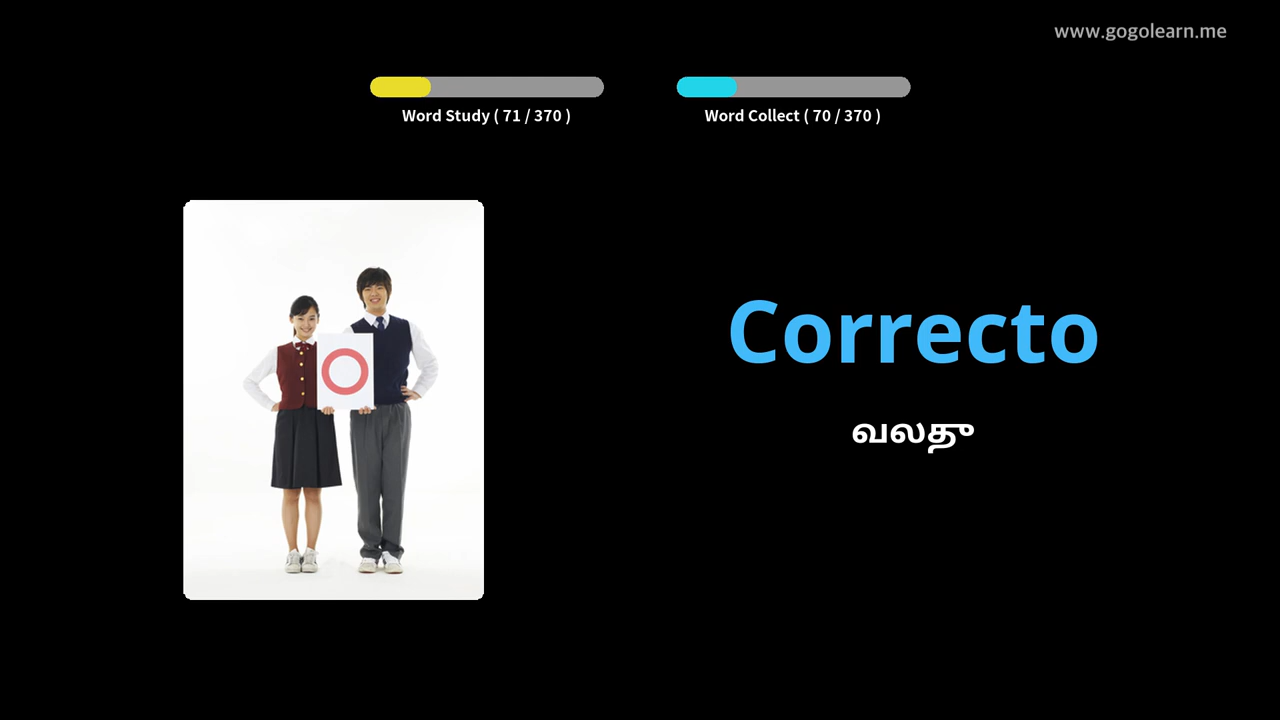 www.gogolearn.me
Word Study ( 71 / 370 )
Word Collect ( 70 / 370 )
Correcto
வலது